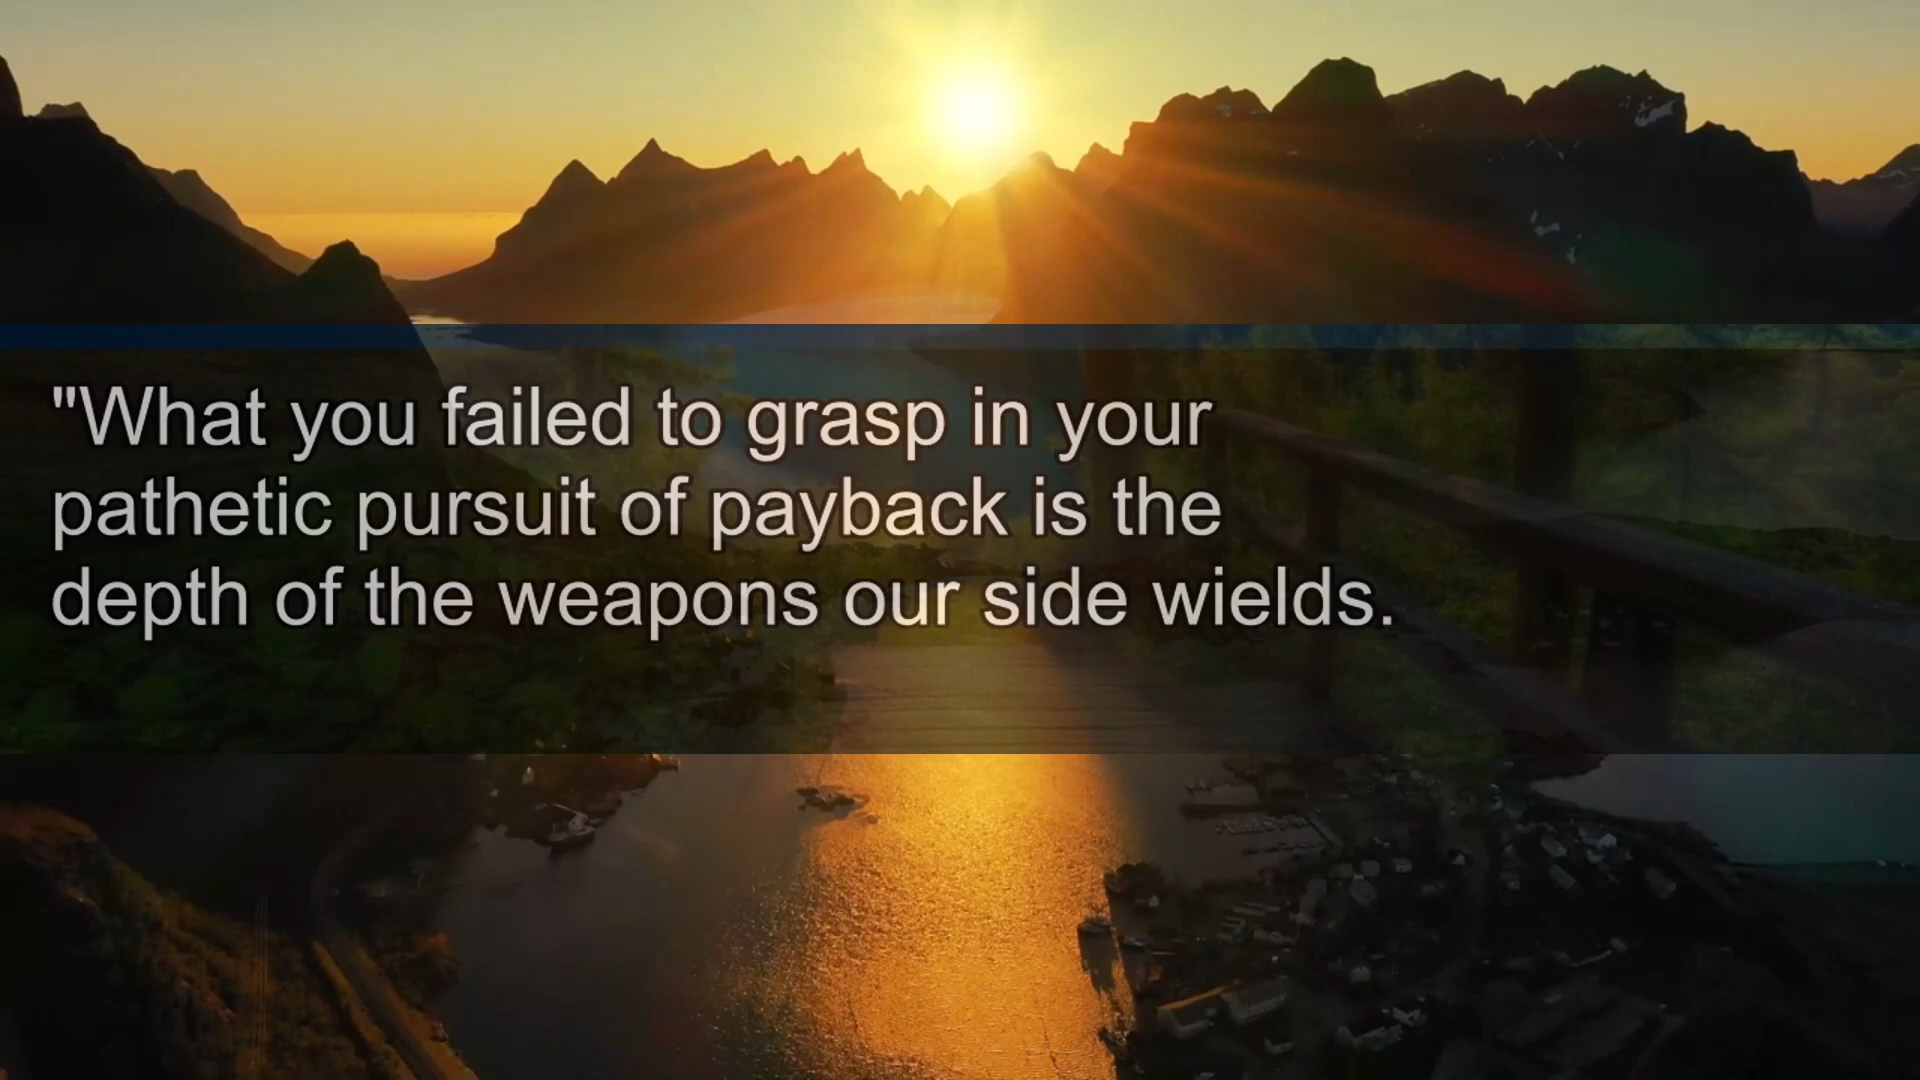 "What you failed to grasp in your
pathetic pursuit of payback is the
depth of the weapons our side wields.